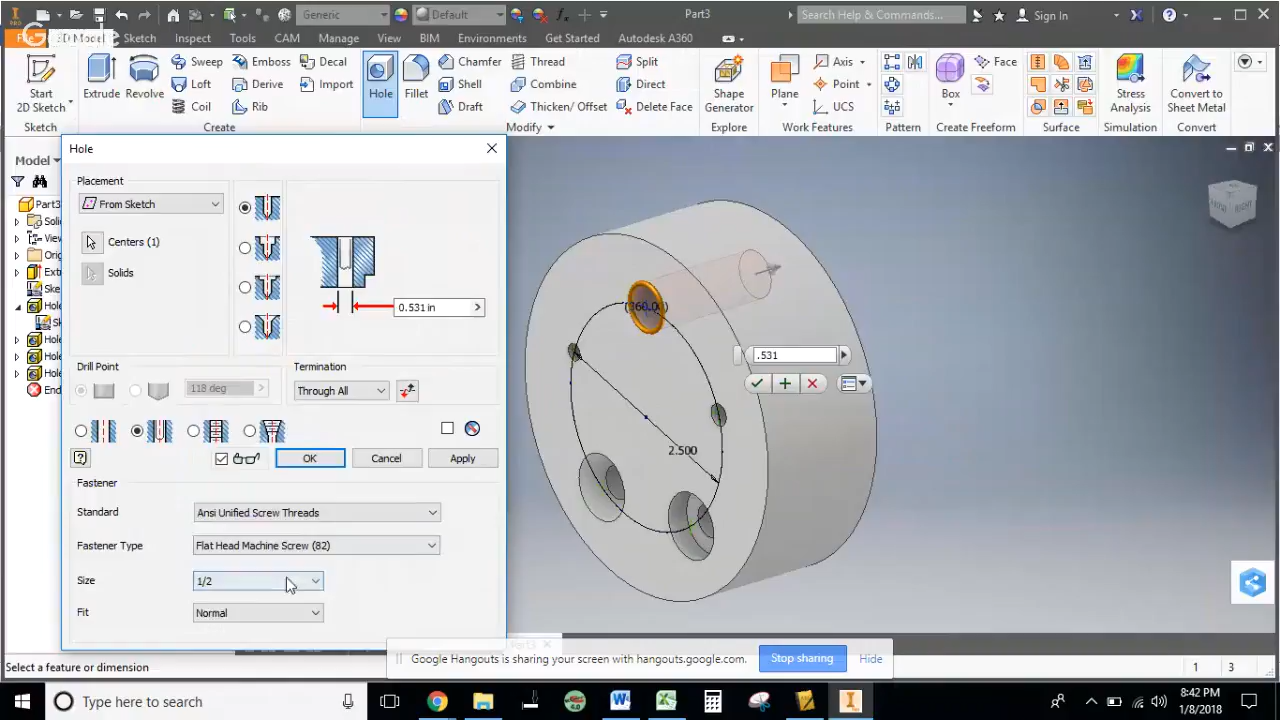 Generic
Default
Part3
Search Help & Commands...
Sign In
Sketch
Inspect
Tools
CAM
Manage
View
BIM
Environments
Get Started
Autodesk A360
Start
2D Sketch
Extrude
Revolve
Sweep
Loft
Coil
Emboss
Derive
Rib
Decal
Import
Hole
Fillet
Chamfer
Shell
Draft
Thread
Combine
Thicken/ Offset
Split
Direct
Delete Face
Shape
Generator
Plane
Axis
Point
UCS
Box
Face
Stress
Analysis
Convert to
Sheet Metal
Sketch
Create
Modify
Explore
Work Features
Pattern
Create Freeform
Surface
Simulation
Convert
Model
Part3
Hole
Placement
From Sketch
Centers (1)
Solids
0.531 in
Drill Point
118 deg
Termination
Through All
OK
Cancel
Apply
Fastener
Standard
Ansi Unified Screw Threads
Fastener Type
Flat Head Machine Screw (82)
Size
1/2
Fit
Normal
2.500
.531
FRONT
RIGHT
Google Hangouts is sharing your screen with hangouts.google.com.
Stop sharing
Hide
Select a feature or dimension
1
3
Type here to search
8:42 PM
1/8/2018